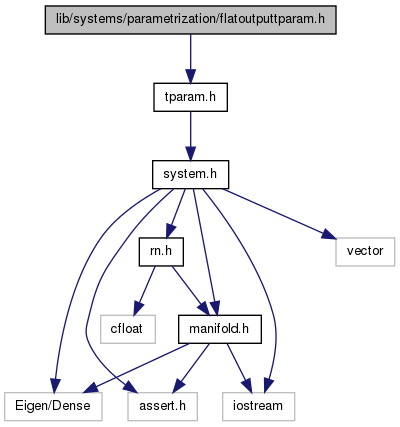 lib/systems/parametrization/flatoutputtparam.h
tparam.h
system.h
rn.h
vector
cfloat
manifold.h
Eigen/Dense
assert.h
iostream